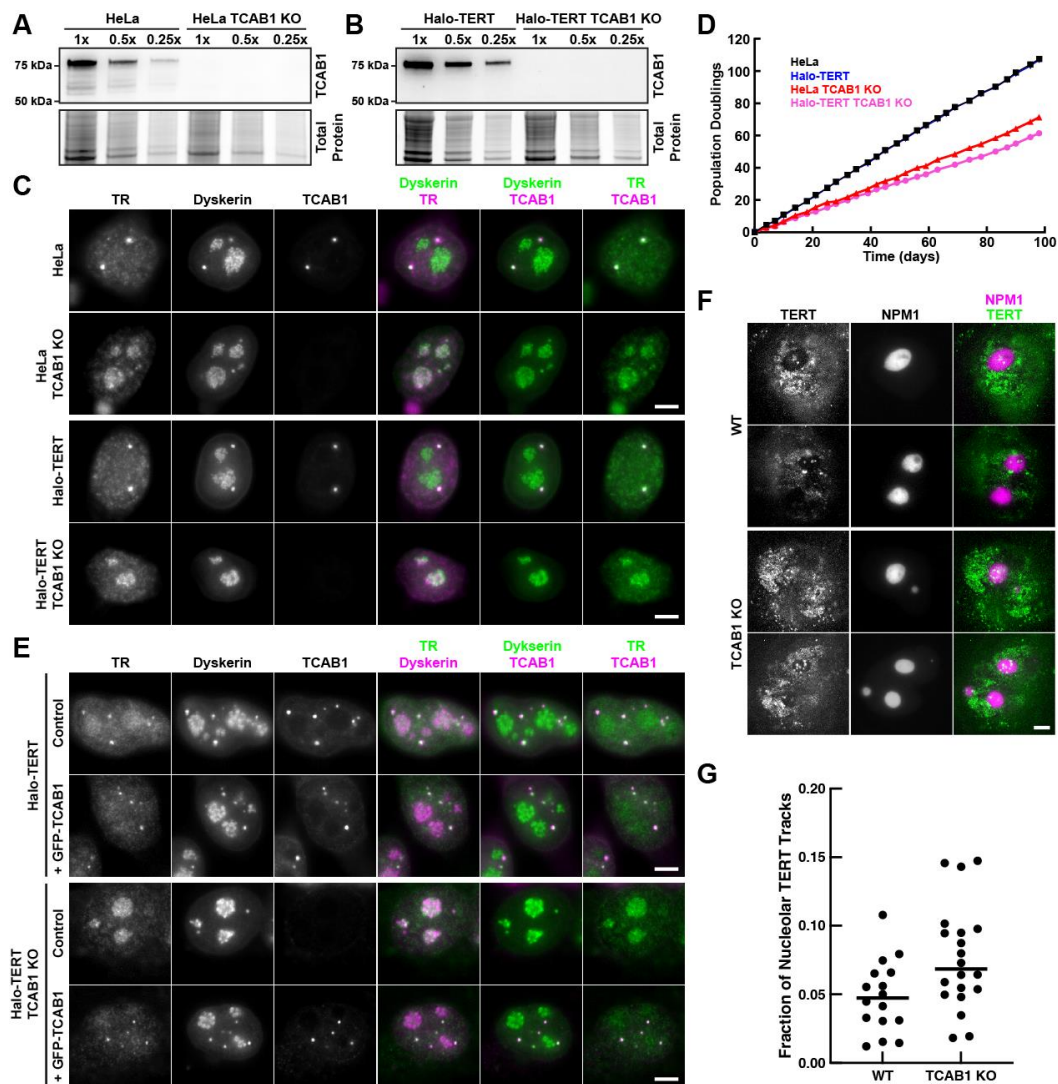 A
HeLa HeLa TCAB1 KO
1x 0.5x 0.25x 1x 0.5x 0.25x
75 kDa
50 kDa
TCAB1
Total
Protein
B
Halo-TERT Halo-TERT TCAB1 KO
1x 0.5x 0.25x 1x 0.5x 0.25x
75 kDa
50 kDa
TCAB1
Total
Protein
C
Dyskerin Dyskerin TR
TR Dyskerin TCAB1 TR TCAB1 TCAB1
HeLa
HeLa
TCAB1 KO
Halo-TERT
Halo-TERT
TCAB1 KO
D
120
100
80
60
40
20
0
Population Doublings
HeLa
Halo-TERT
HeLa TCAB1 KO
Halo-TERT TCAB1 KO
0 20 40 60 80 100
Time (days)
E
TR Dykserin TR
TR Dyskerin TCAB1 Dyskerin TCAB1 TCAB1
Halo-TERT
Control
+ GFP-TCAB1
Halo-TERT
TCAB1 KO
Control
+ GFP-TCAB1
F
NPM1
TERT NPM1 TERT
WT
TCAB1 KO
G
Fraction of Nucleolar TERT Tracks
0.20
0.15
0.10
0.05
0.00
WT TCAB1 KO